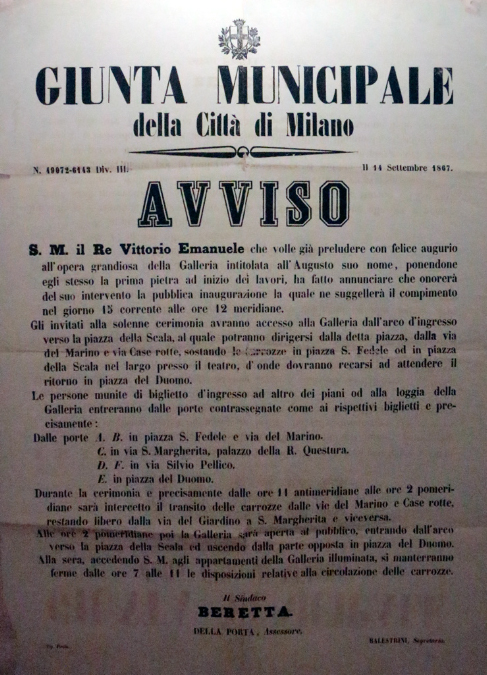 GIUNTA MUNICIPALE
della Città di Milano
N. 49072-6143 Div. III.
Il 14 Settembre 1867.
AVVISO
S. M. il Re Vittorio Emanuele che volle già preludere con felice augurio
all'opera grandiosa della Galleria intitolata all'Augusto suo nome, ponendone
egli stesso la prima pietra ad inizio dei lavori, ha fatto annunciare che onorerà
del suo intervento la pubblica inaugurazione la quale ne suggellerà il compimento
nel giorno 15 corrente alle ore 12 meridiane.
Gli invitati alla solenne cerimonia avranno accesso alla Galleria dall'arco d'ingresso
verso la piazza della Scala, al quale potranno dirigersi dalla detta piazza, dalla via
del Marino e via Case rotte, sostando le Carrozze in piazza S. Fedele od in piazza
della Scala nel largo presso il teatro, d'onde dovranno recarsi ad attendere il
ritorno in piazza del Duomo.
Le persone munite di biglietto d'ingresso ad altro dei piani od alla loggia della
Galleria entreranno dalle porte contrassegnate come ai rispettivi biglietti e pre-
cisamente:
Dalle porte A. B. in piazza S. Fedele e via del Marino.
C. in via S. Margherita, palazzo della R. Questura.
D. F. in via Silvio Pellico.
E. in piazza del Duomo.
Durante la cerimonia e precisamente dalle ore 11 antimeridiane alle ore 2 pomeri-
diane sarà intercetto il transito delle carrozze dalle vie del Marino e Case rotte,
restando libero dalla via del Giardino a S. Margherita e viceversa.
Alle ore 2 pomeridiane poi la Galleria sarà aperta al pubblico, entrando dall'arco
verso la piazza della Scala ed uscendo dalla parte opposta in piazza del Duomo.
Alla sera, accedendo S. M. agli appartamenti della Galleria illuminata, si manterranno
ferme dalle ore 7 alle 11 le disposizioni relative alla circolazione delle carrozze.
Il Sindaco
BERETTA.
DELLA PORTA, Assessore.
MALESTRINI, Segretario.